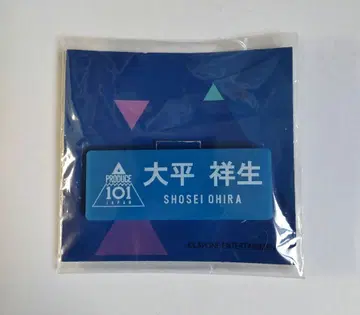 PRODUCE
101
JAPAN
大平 祥生
SHOSEI OHIRA